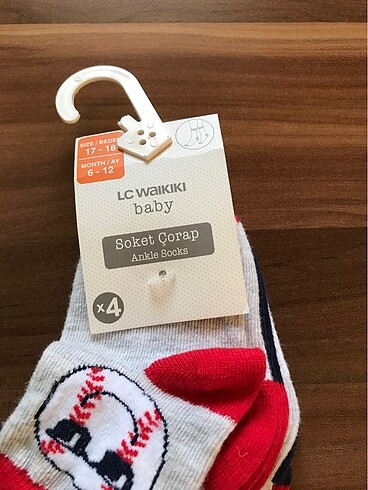 SIZE / BEDEN
17 - 18
MONTH / AY
6 - 12
LC WAIKIKI
baby
Soket Çorap
Ankle Socks
x4